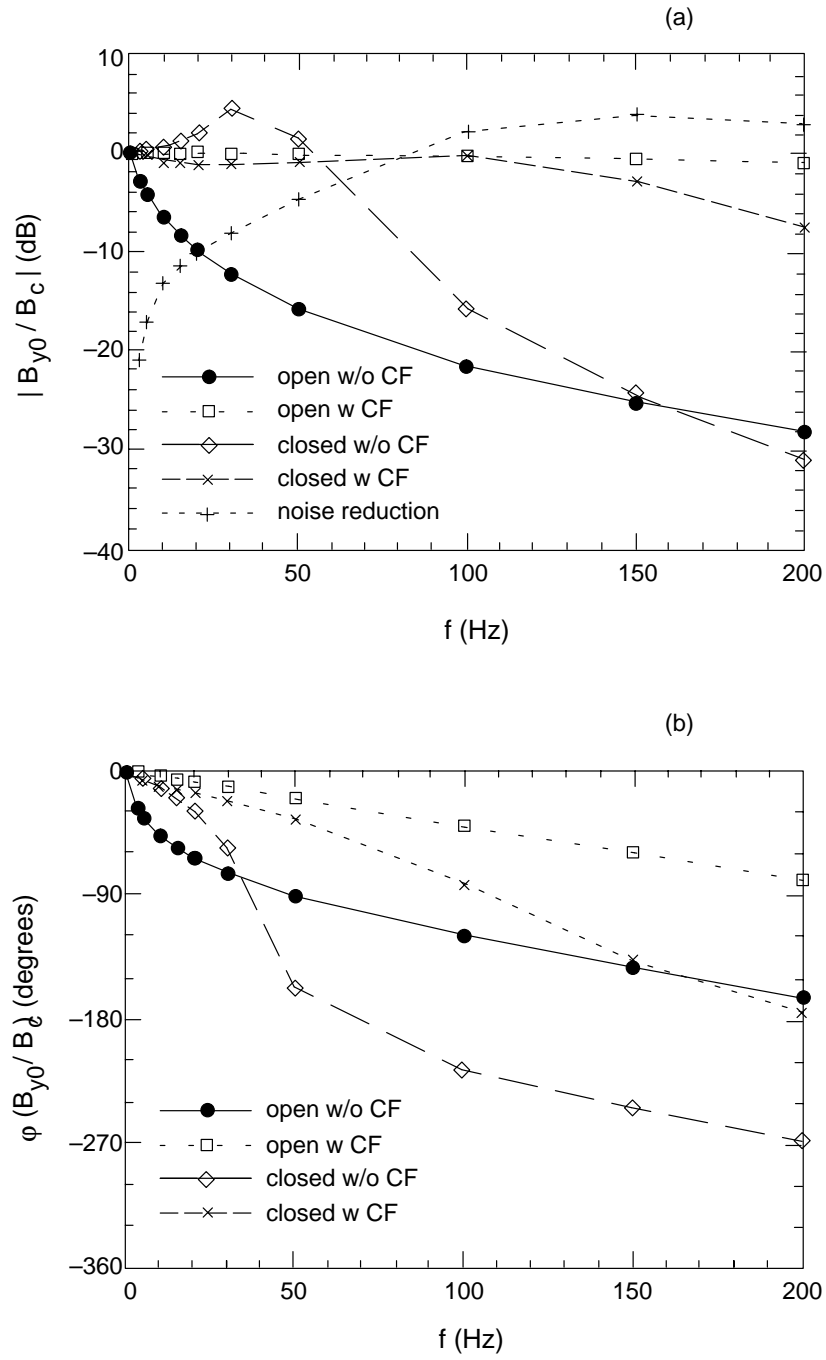 (a)
10
0
−10
−20
−30
−40
| B_y0 / B_c | (dB)
open w/o CF
open w CF
closed w/o CF
closed w CF
noise reduction
0
50
100
150
200
f (Hz)
(b)
0
−90
−180
−270
−360
φ (B_y0 / B_c) (degrees)
open w/o CF
open w CF
closed w/o CF
closed w CF
0
50
100
150
200
f (Hz)